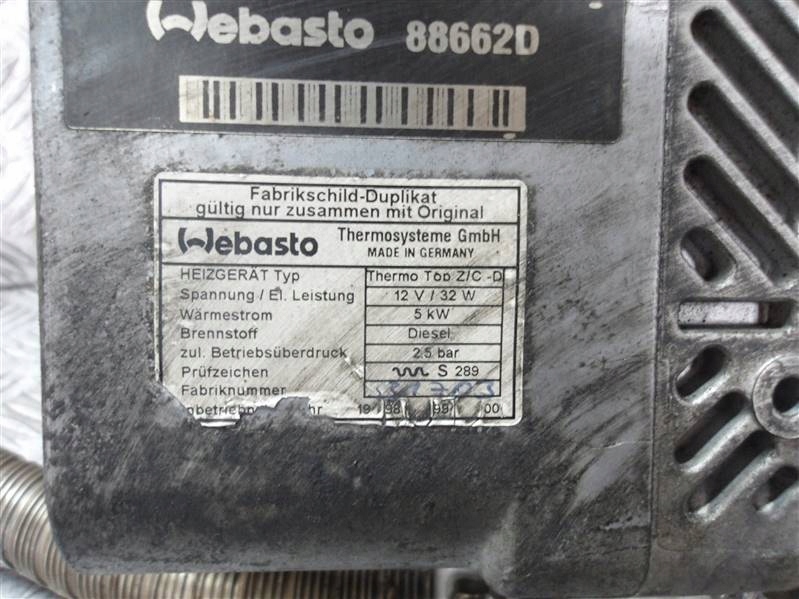 Webasto 88662D
Fabrikschild-Duplikat
gültig nur zusammen mit Original
Webasto Thermosysteme GmbH
MADE IN GERMANY
HEIZGERÄT Typ Thermo Top Z/C -D
Spannung / El. Leistung 12 V / 32 W
Wärmestrom 5 kW
Brennstoff Diesel
zul. Betriebsüberdruck 2.5 bar
Prüfzeichen S 289
Fabriknummer
19 98 99 00